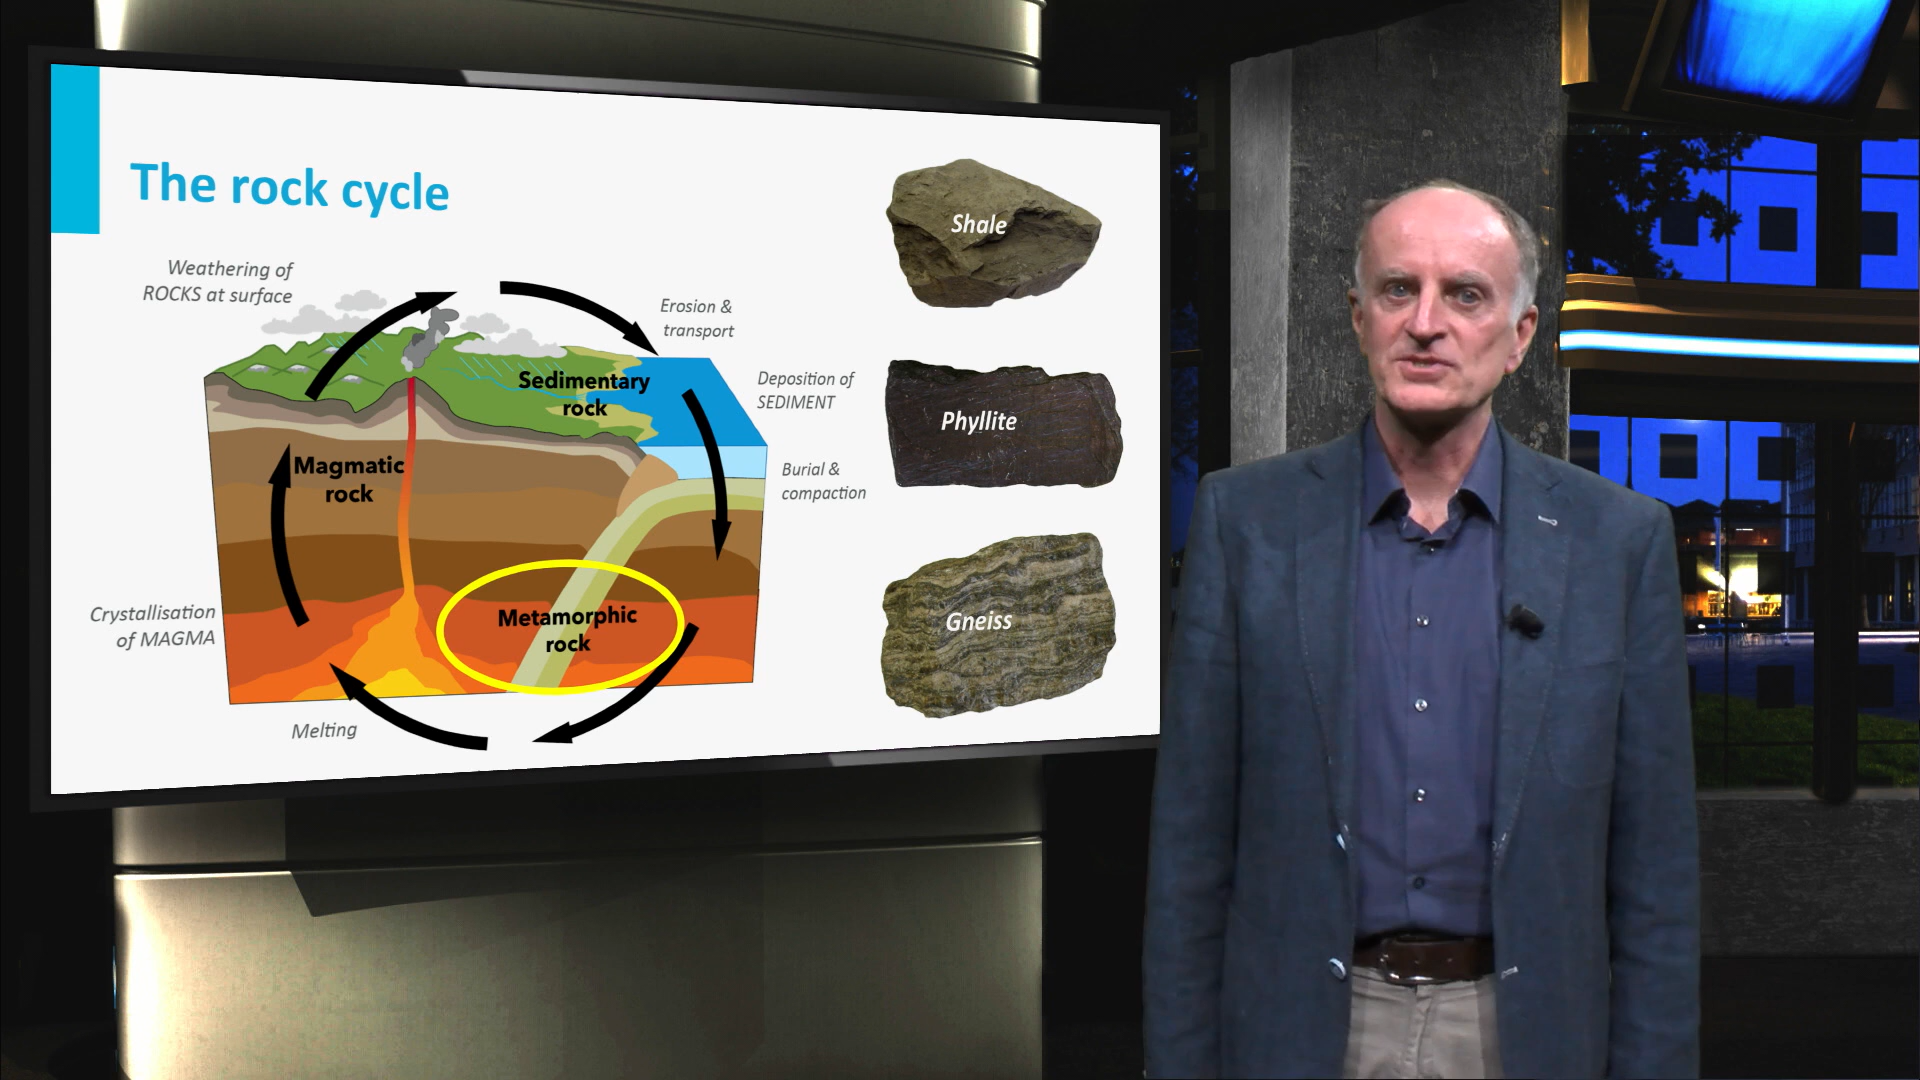 The rock cycle
Weathering of
ROCKS at surface
Erosion &
transport
Deposition of
SEDIMENT
Burial &
compaction
Sedimentary
rock
Magmatic
rock
Metamorphic
rock
Crystallisation
of MAGMA
Melting
Shale
Phyllite
Gneiss